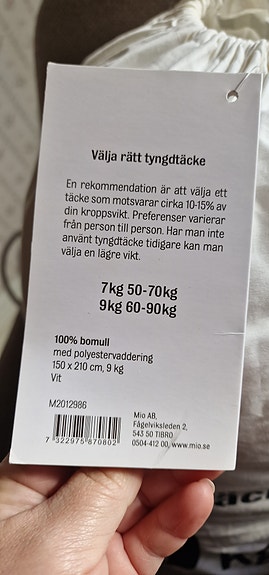 Välja rätt tyngdtäcke
En rekommendation är att välja ett
täcke som motsvarar cirka 10-15% av
din kroppsvikt. Preferenser varierar
från person till person. Har man inte
använt tyngdtäcke tidigare kan man
välja en lägre vikt.
7kg 50-70kg
9kg 60-90kg
100% bomull
med polyestervaddering
150 x 210 cm, 9 kg
Vit
M2012986
7 322975 870802
Mio AB,
Fågelviksleden 2,
543 50 TIBRO
0504-412 00, www.mio.se